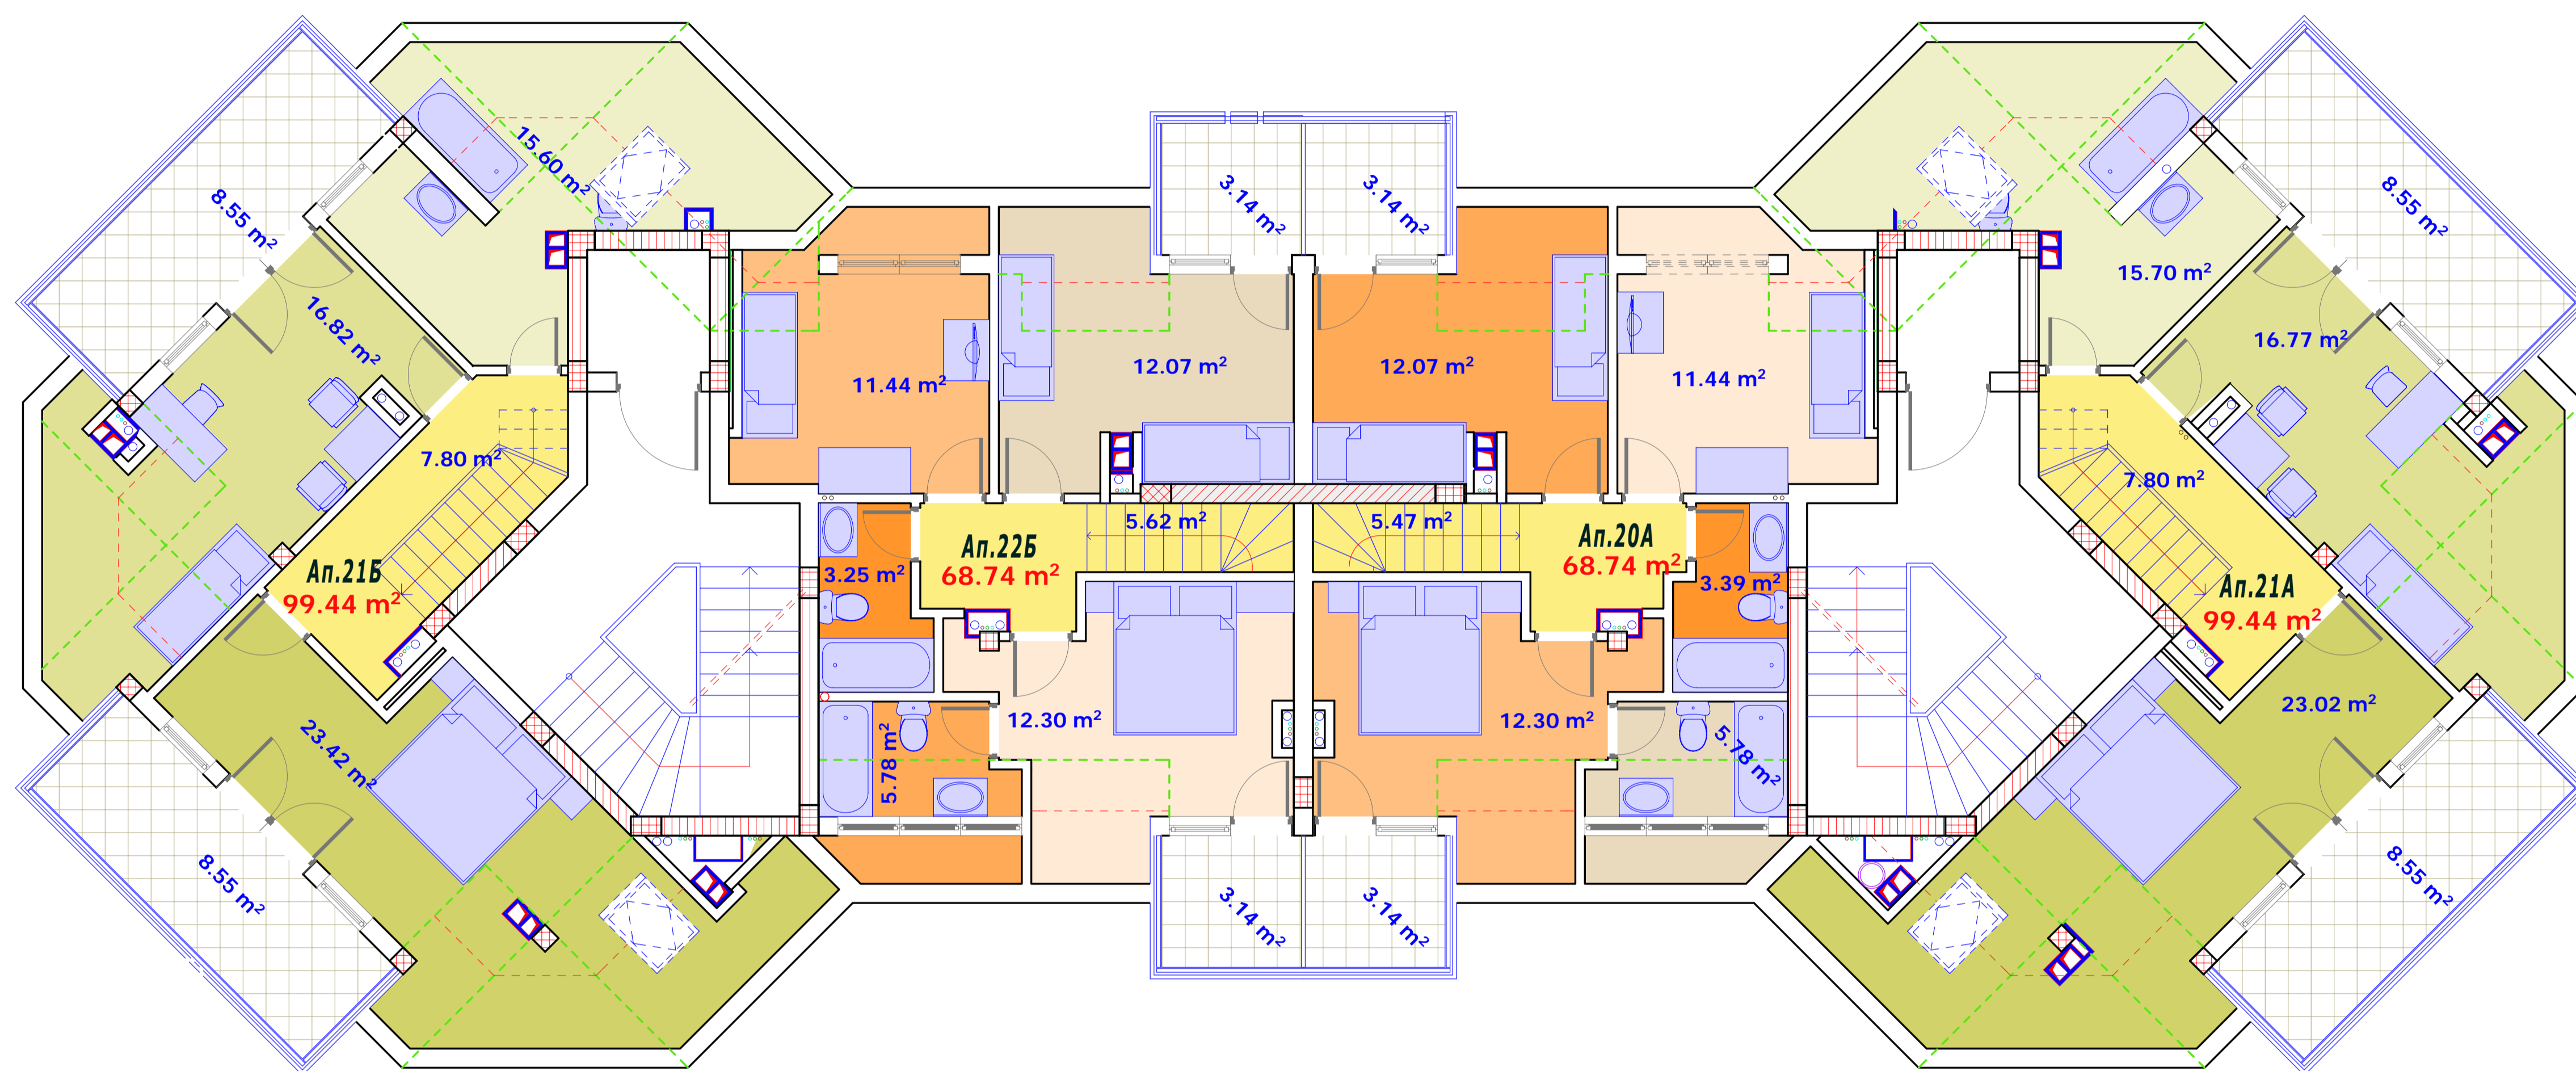 15.60 m²
8.55 m²
16.82 m²
7.80 m²
Ап.21Б
99.44 m²
23.42 m²
8.55 m²
11.44 m²
12.07 m²
3.14 m²
3.14 m²
12.07 m²
11.44 m²
5.62 m²
5.47 m²
Ап.22Б
68.74 m²
3.25 m²
Ап.20А
68.74 m²
3.39 m²
12.30 m²
12.30 m²
5.78 m²
5.78 m²
3.14 m²
3.14 m²
8.55 m²
15.70 m²
16.77 m²
7.80 m²
Ап.21А
99.44 m²
23.02 m²
8.55 m²